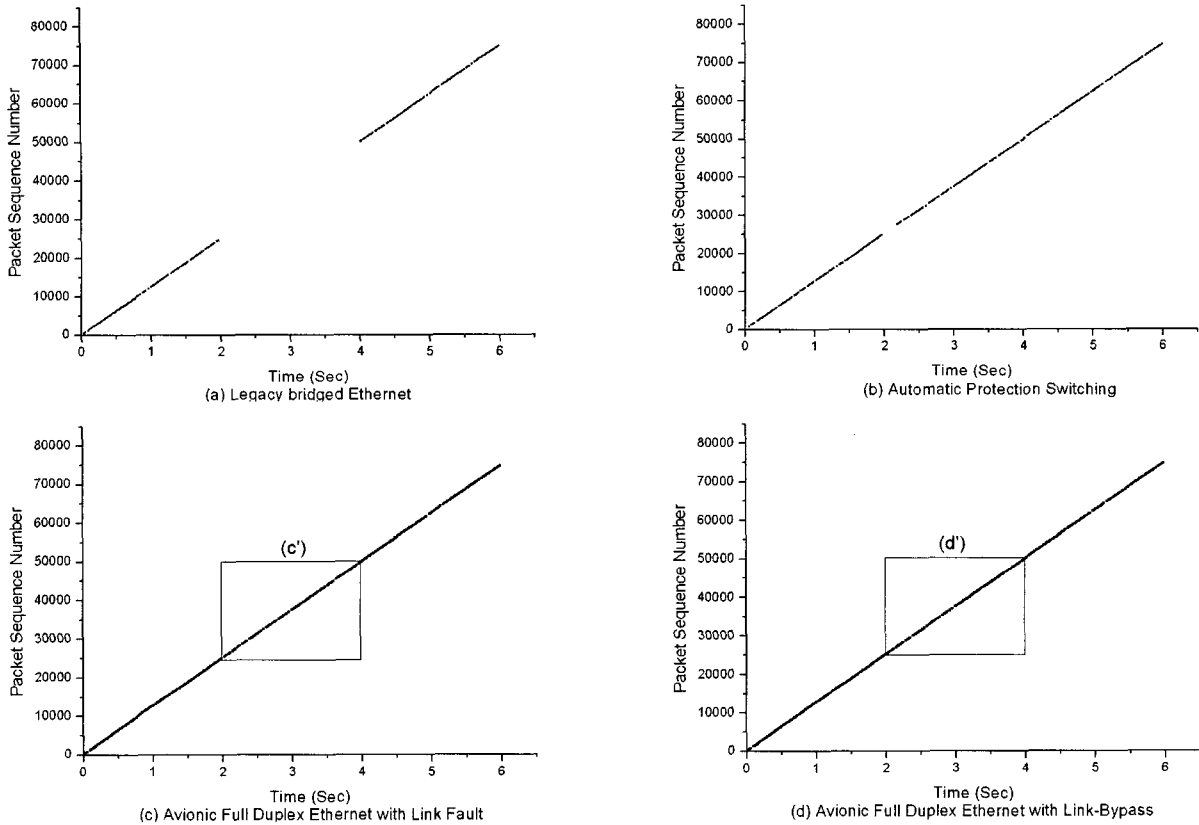 80000
70000
60000
50000
40000
30000
20000
10000
0
Packet Sequence Number
0 1 2 3 4 5 6
Time (Sec)
(a) Legacy bridged Ethernet
80000
70000
60000
50000
40000
30000
20000
10000
0
Packet Sequence Number
0 1 2 3 4 5 6
Time (Sec)
(b) Automatic Protection Switching
80000
70000
60000
50000
40000
30000
20000
10000
0
Packet Sequence Number
(c')
0 1 2 3 4 5 6
Time (Sec)
(c) Avionic Full Duplex Ethernet with Link Fault
80000
70000
60000
50000
40000
30000
20000
10000
0
Packet Sequence Number
(d')
0 1 2 3 4 5 6
Time (Sec)
(d) Avionic Full Duplex Ethernet with Link-Bypass